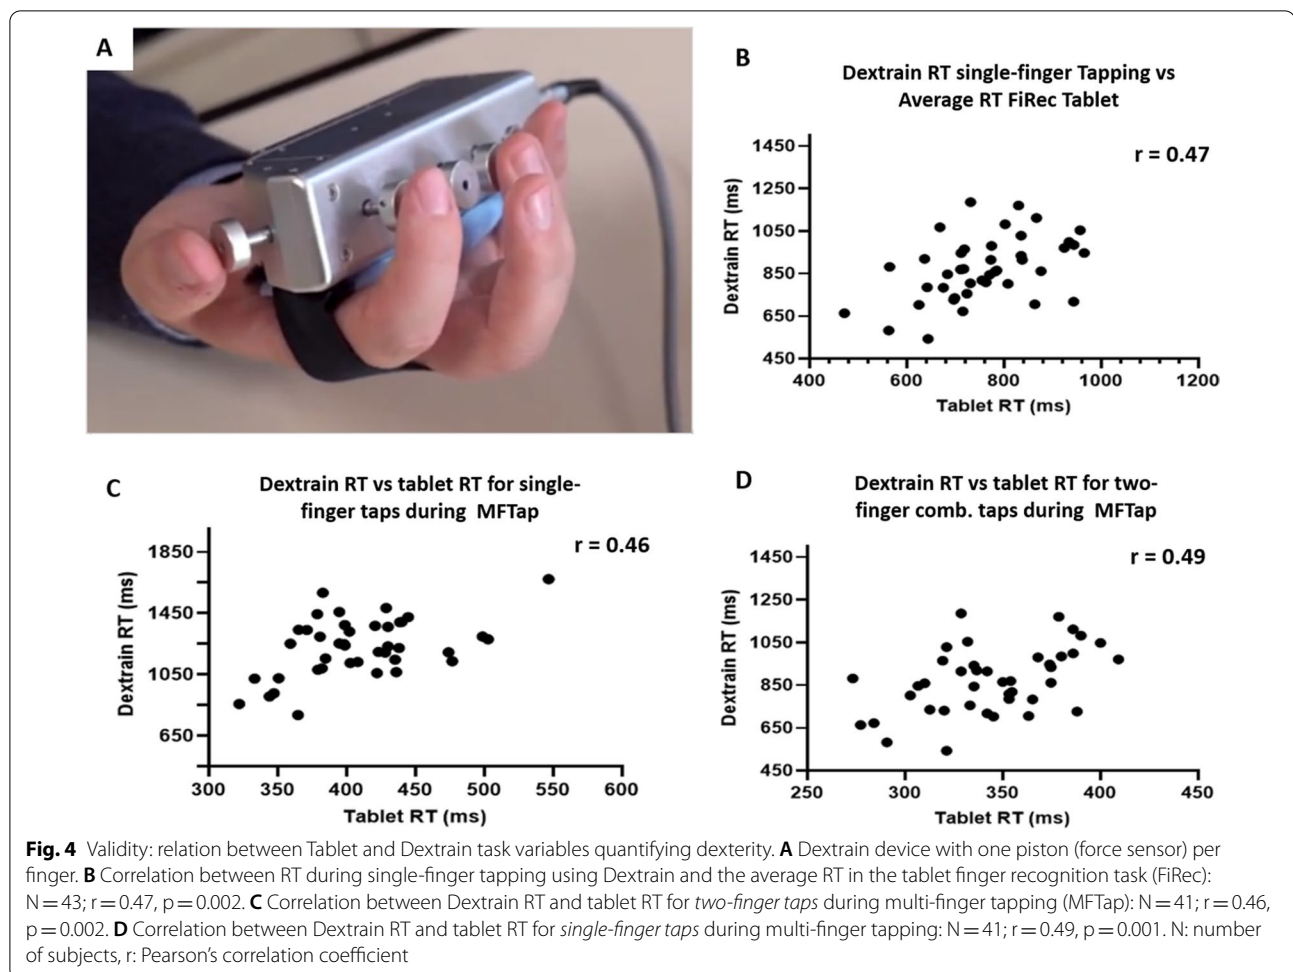 A
B
Dextrain RT single-finger Tapping vs
Average RT FiRec Tablet
r = 0.47
1450
1250
1050
850
650
450
Dextrain RT (ms)
400 600 800 1000 1200
Tablet RT (ms)
C
Dextrain RT vs tablet RT for single-
finger taps during MFTap
r = 0.46
1850
1450
1050
650
Dextrain RT (ms)
300 350 400 450 500 550 600
Tablet RT (ms)
D
Dextrain RT vs tablet RT for two-
finger comb. taps during MFTap
r = 0.49
1450
1250
1050
850
650
450
Dextrain RT (ms)
250 300 350 400 450
Tablet RT (ms)
Fig. 4 Validity: relation between Tablet and Dextrain task variables quantifying dexterity. A Dextrain device with one piston (force sensor) per
finger. B Correlation between RT during single-finger tapping using Dextrain and the average RT in the tablet finger recognition task (FiRec):
N = 43; r = 0.47, p = 0.002. C Correlation between Dextrain RT and tablet RT for two-finger taps during multi-finger tapping (MFTap): N = 41; r = 0.46,
p = 0.002. D Correlation between Dextrain RT and tablet RT for single-finger taps during multi-finger tapping: N = 41; r = 0.49, p = 0.001. N: number
of subjects, r: Pearson's correlation coefficient